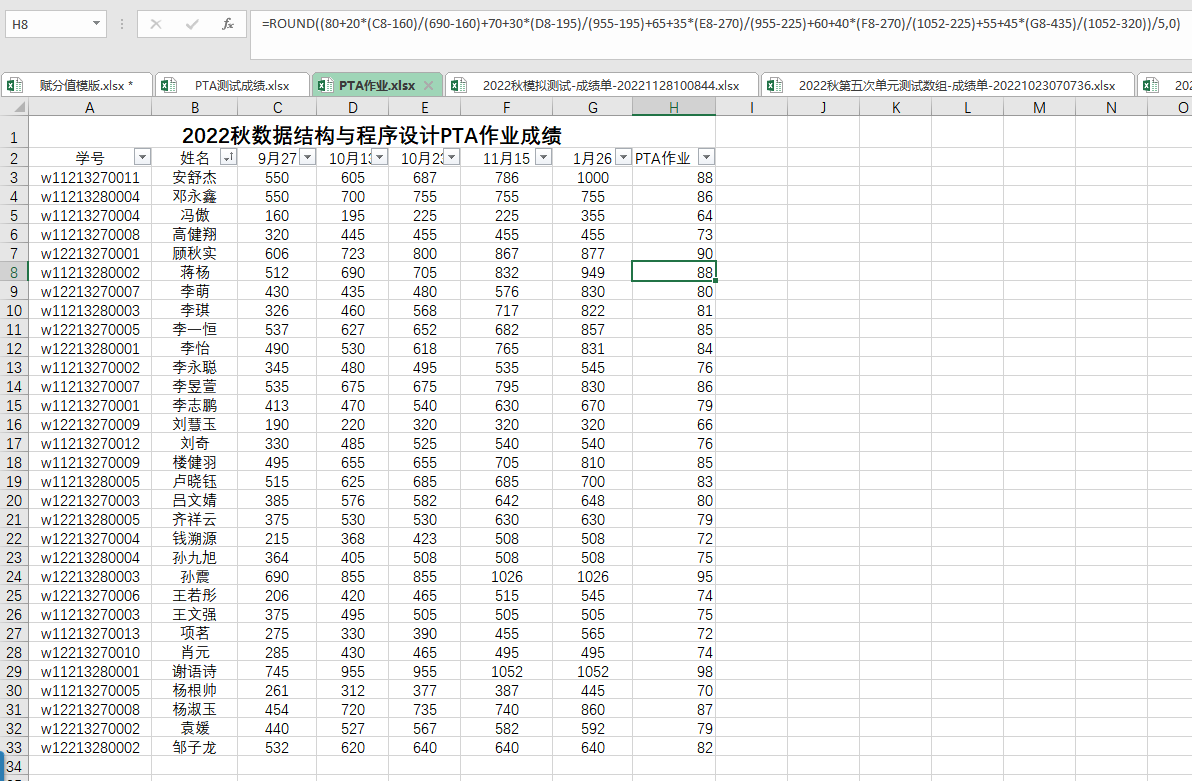 H8 fx =ROUND((80+20*(C8-160)/(690-160)+70+30*(D8-195)/(955-195)+65+35*(E8-270)/(955-225)+60+40*(F8-270)/(1052-225)+55+45*(G8-435)/(1052-320))/5,0)
赋分值模版.xlsx * PTA测试成绩.xlsx PTA作业.xlsx 2022秋模拟测试-成绩单-20221128100844.xlsx 2022秋第五次单元测试数组-成绩单-20221023070736.xlsx 202
A B C D E F G H I J K L M N O
1 2022秋数据结构与程序设计PTA作业成绩
2 学号 姓名 9月27 10月13 10月23 11月15 1月26 PTA作业
3 w11213270011 安舒杰 550 605 687 786 1000 88
4 w11213280004 邓永鑫 550 700 755 755 755 86
5 w11213270004 冯傲 160 195 225 225 355 64
6 w11213270008 高健翔 320 445 455 455 455 73
7 w12213270001 顾秋实 606 723 800 867 877 90
8 w11213280002 蒋杨 512 690 705 832 949 88
9 w12213270007 李萌 430 435 480 576 830 80
10 w11213280003 李琪 326 460 568 717 822 81
11 w12213270005 李一恒 537 627 652 682 857 85
12 w12213280001 李怡 490 530 618 765 831 84
13 w11213270002 李永聪 345 480 495 535 545 76
14 w11213270007 李昱萱 535 675 675 795 830 86
15 w11213270001 李志鹏 413 470 540 630 670 79
16 w12213270009 刘慧玉 190 220 320 320 320 66
17 w11213270012 刘奇 330 485 525 540 540 76
18 w11213270009 楼健羽 495 655 655 705 810 85
19 w11213280005 卢晓钰 515 625 685 685 700 83
20 w12213270003 吕文婧 385 576 582 642 648 80
21 w12213280005 齐祥云 375 530 530 630 630 79
22 w12213270004 钱溯源 215 368 423 508 508 72
23 w12213280004 孙九旭 364 405 508 508 508 75
24 w12213280003 孙震 690 855 855 1026 1026 95
25 w12213270006 王若彤 206 420 465 515 545 74
26 w11213270003 王文强 375 495 505 505 505 75
27 w11213270013 项茗 275 330 390 455 565 72
28 w12213270010 肖元 285 430 465 495 495 74
29 w11213280001 谢语诗 745 955 955 1052 1052 98
30 w11213270005 杨根帅 261 312 377 387 445 70
31 w12213270008 杨淑玉 454 720 735 740 860 87
32 w12213270002 袁媛 440 527 567 582 592 79
33 w12213280002 邹子龙 532 620 640 640 640 82
34